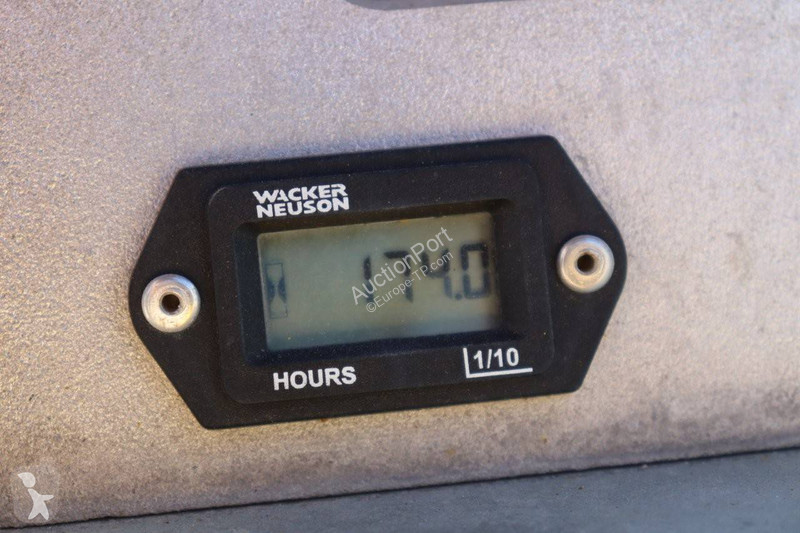 WACKER
NEUSON
174.0
AuctionPort
©Europe-TP.com
HOURS
1/10